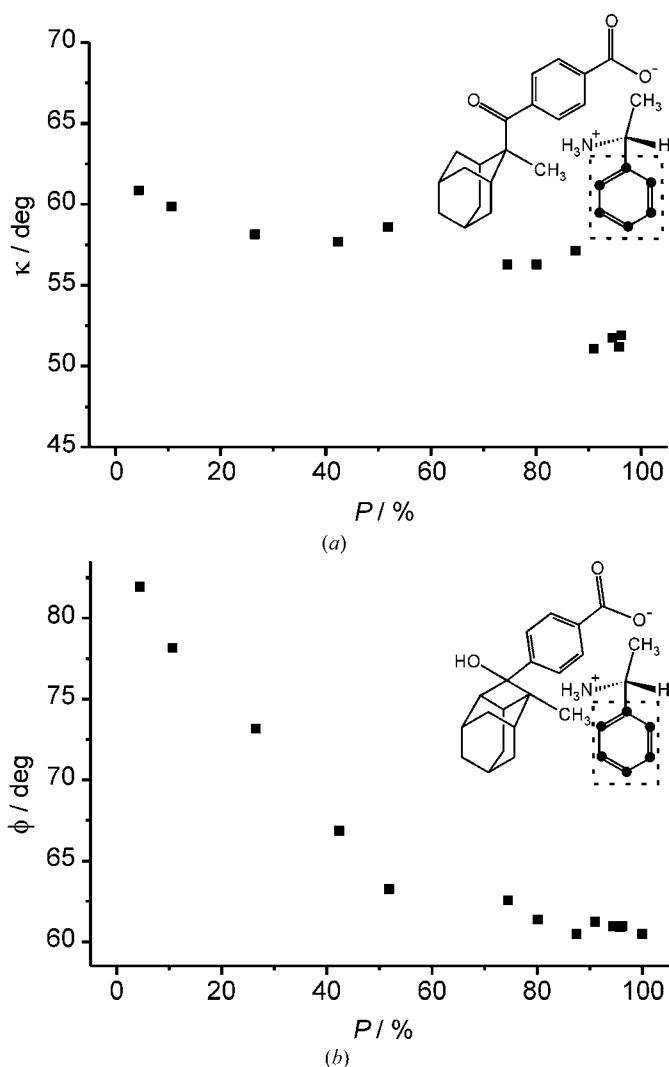 70
65
60
55
50
45
κ / deg
O
O⁻
O
CH₃
CH₃
H₃N⁺
H
0 20 40 60 80 100
P / %
(a)
80
75
70
65
60
ϕ / deg
O
O⁻
HO
CH₃
CH₃
H₃N⁺
H
0 20 40 60 80 100
P / %
(b)